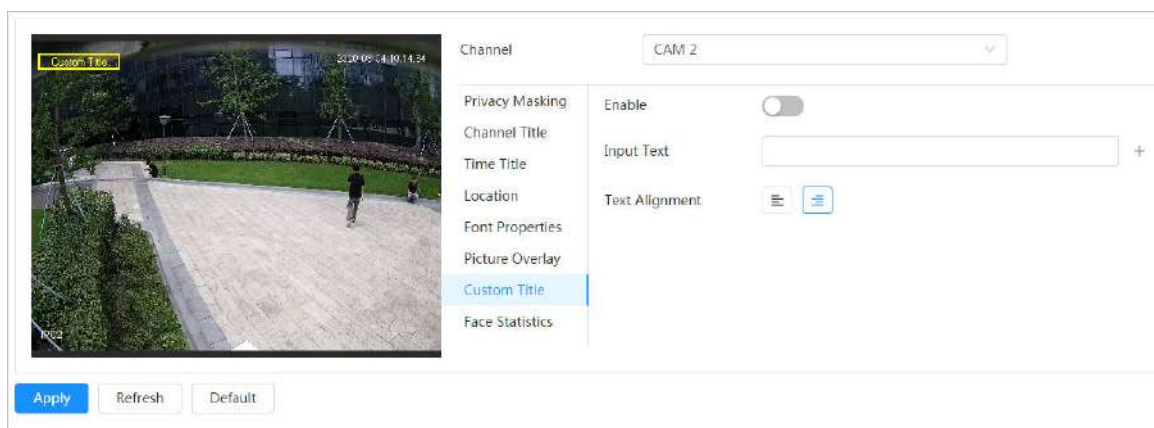 Channel
CAM 2
Custom Title
Privacy Masking
Enable
Channel Title
Input Text
+
Time Title
Location
Text Alignment
Font Properties
Picture Overlay
Custom Title
Face Statistics
IPC2
Apply
Refresh
Default